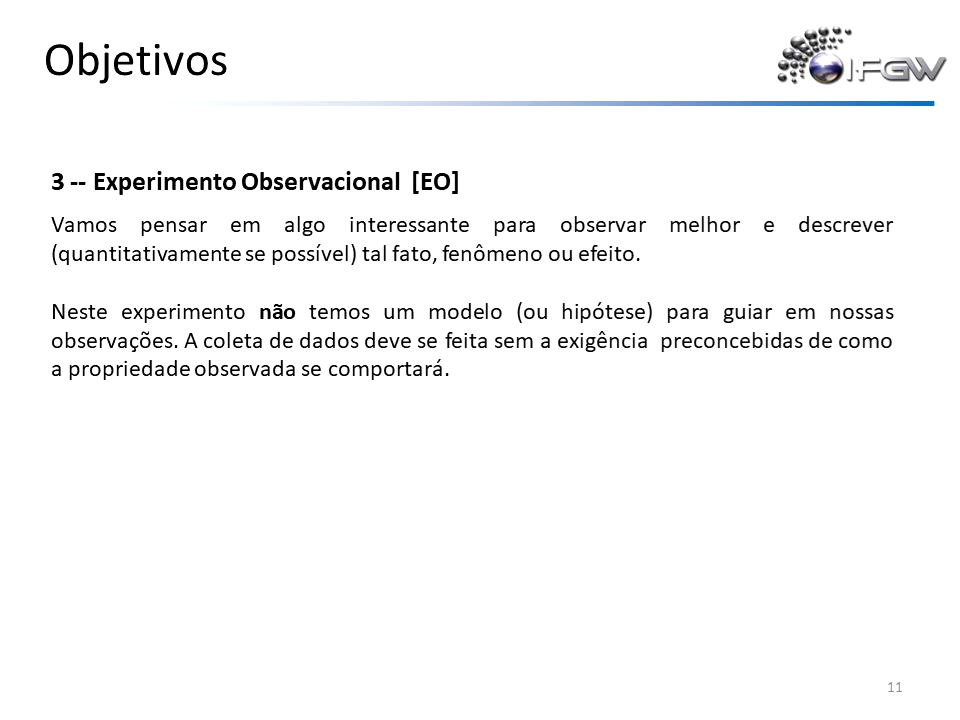 Objetivos
IFGW
3 -- Experimento Observacional [EO]
Vamos pensar em algo interessante para observar melhor e descrever
(quantitativamente se possível) tal fato, fenômeno ou efeito.
Neste experimento não temos um modelo (ou hipótese) para guiar em nossas
observações. A coleta de dados deve se feita sem a exigência preconcebidas de como
a propriedade observada se comportará.
11